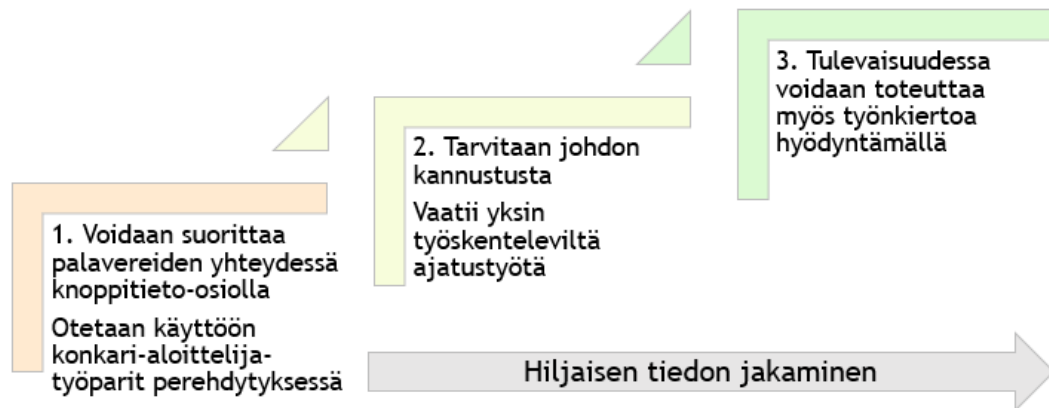 1. Voidaan suorittaa
palavereiden yhteydessä
knoppitieto-osiolla
Otetaan käyttöön
konkari-aloittelija-
työparit perehdytyksessä
2. Tarvitaan johdon
kannustusta
Vaatii yksin
työskenteleviltä
ajatustyötä
3. Tulevaisuudessa
voidaan toteuttaa
myös työnkiertoa
hyödyntämällä
Hiljaisen tiedon jakaminen